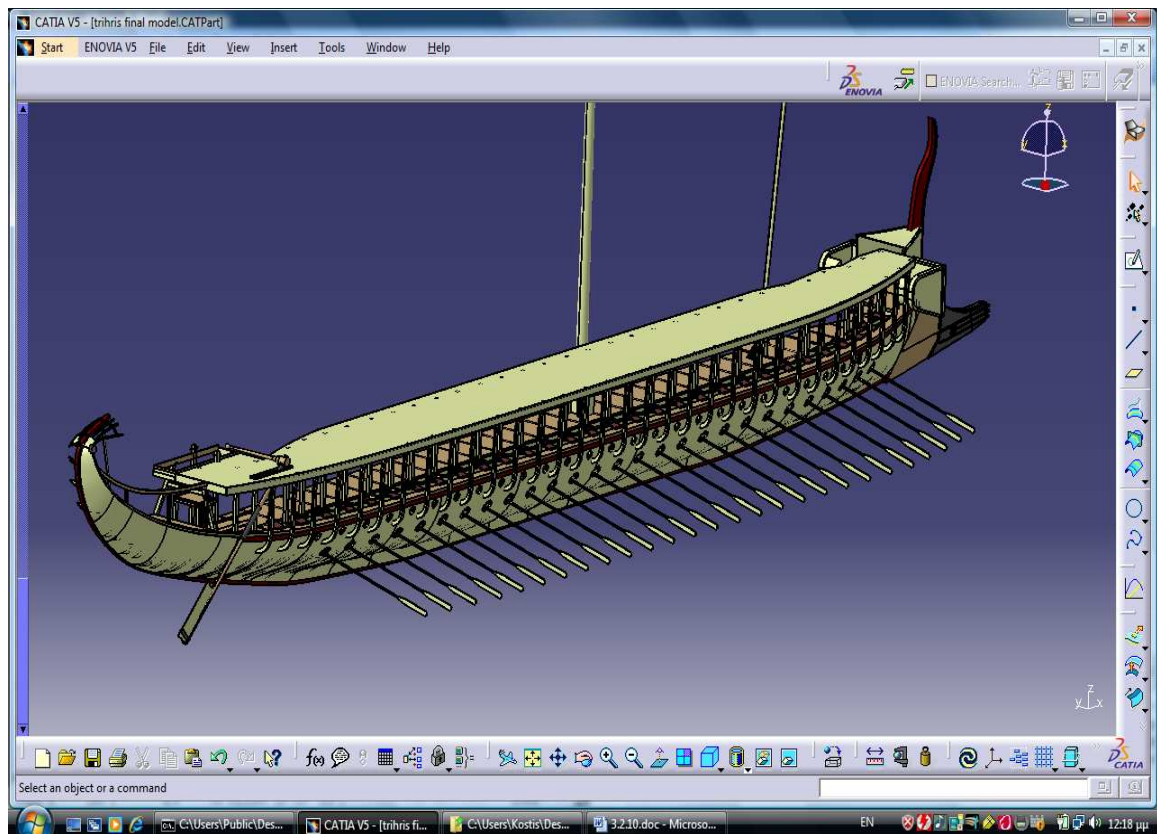 CATIA V5 - [trihris final model.CATPart]
Start ENOVIA V5 File Edit View Insert Tools Window Help
DS ENOVIA ENOVIA Search...
z
z
y x
f(x)
DS CATIA
Select an object or a command
C:\Users\Public\Des... CATIA V5 - [trihris fi... C:\Users\Kostis\Des... 3.2.10.doc - Microso... EN 12:18 μμ